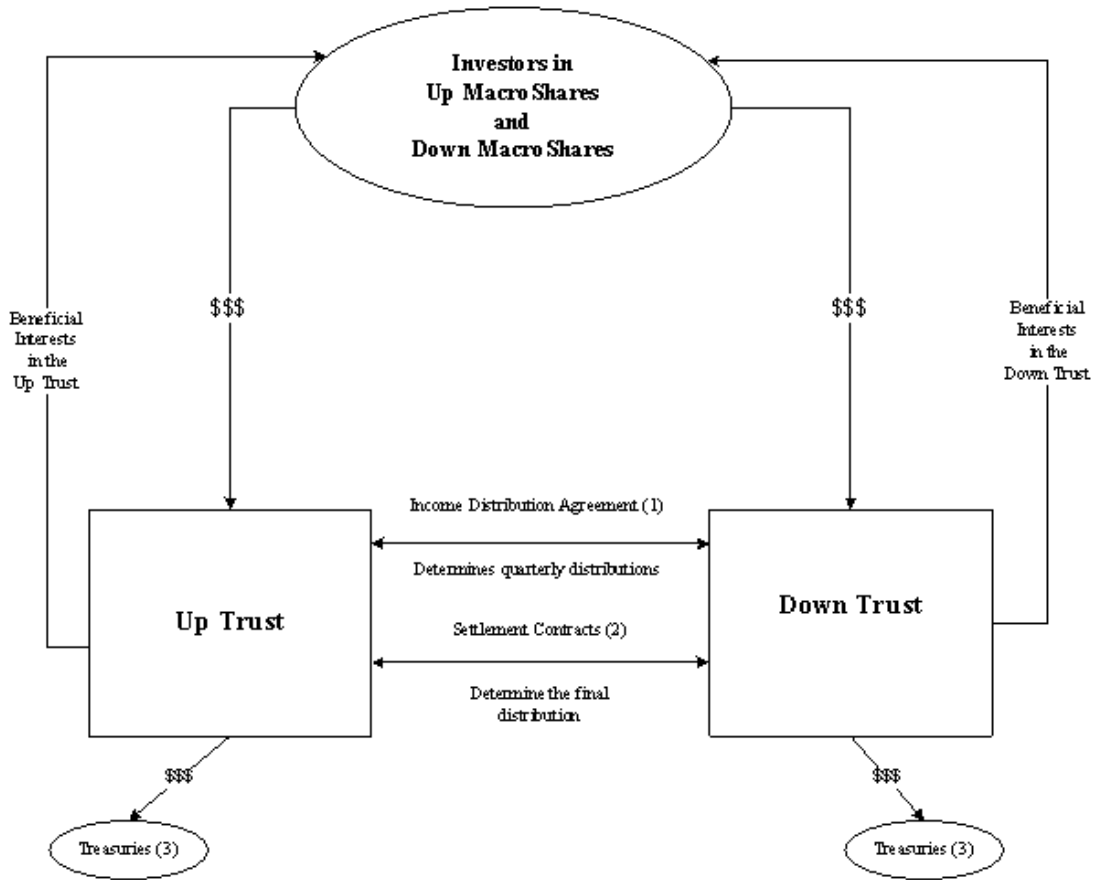 Investors in
Up MacroShares
and
Down MacroShares
$$$
$$$
Beneficial
Interests
in the
Up Trust
Beneficial
Interests
in the
Down Trust
Income Distribution Agreement (1)
Determines quarterly distributions
Up Trust
Down Trust
Settlement Contracts (2)
Determine the final
distribution
$$$
$$$
Treasuries (3)
Treasuries (3)